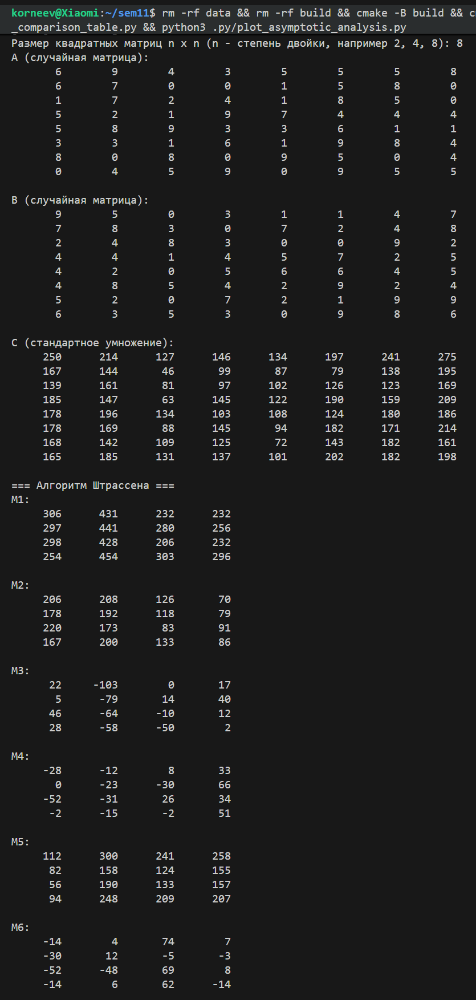 korneev@Xiaomi:~/sem11$ rm -rf data && rm -rf build && cmake -B build &&
_comparison_table.py && python3 .py/plot_asymptotic_analysis.py
Размер квадратных матриц n x n (n - степень двойки, например 2, 4, 8): 8
A (случайная матрица):
6 9 4 3 5 5 5 8
6 7 0 0 1 5 8 0
1 7 2 4 1 8 5 0
5 2 1 9 7 4 4 4
5 8 9 3 3 6 1 1
3 3 1 6 1 9 8 4
8 0 8 0 9 5 0 4
0 4 5 9 0 9 5 5
B (случайная матрица):
9 5 0 3 1 1 4 7
7 8 3 0 7 2 4 8
2 4 8 3 0 0 9 2
4 4 1 4 5 7 2 5
4 2 0 5 6 6 4 5
4 8 5 4 2 9 2 4
5 2 0 7 2 1 9 9
6 3 5 3 0 9 8 6
C (стандартное умножение):
250 214 127 146 134 197 241 275
167 144 46 99 87 79 138 195
139 161 81 97 102 126 123 169
185 147 63 145 122 190 159 209
178 196 134 103 108 124 180 186
178 169 88 145 94 182 171 214
168 142 109 125 72 143 182 161
165 185 131 137 101 202 182 198
=== Алгоритм Штрассена ===
M1:
306 431 232 232
297 441 280 256
298 428 206 232
254 454 303 296
M2:
206 208 126 70
178 192 118 79
220 173 83 91
167 200 133 86
M3:
22 -103 0 17
5 -79 14 40
46 -64 -10 12
28 -58 -50 2
M4:
-28 -12 8 33
0 -23 -30 66
-52 -31 26 34
-2 -15 -2 51
M5:
112 300 241 258
82 158 124 155
56 190 133 157
94 248 209 207
M6:
-14 4 74 7
-30 12 -5 -3
-52 -48 69 8
-14 6 62 -14